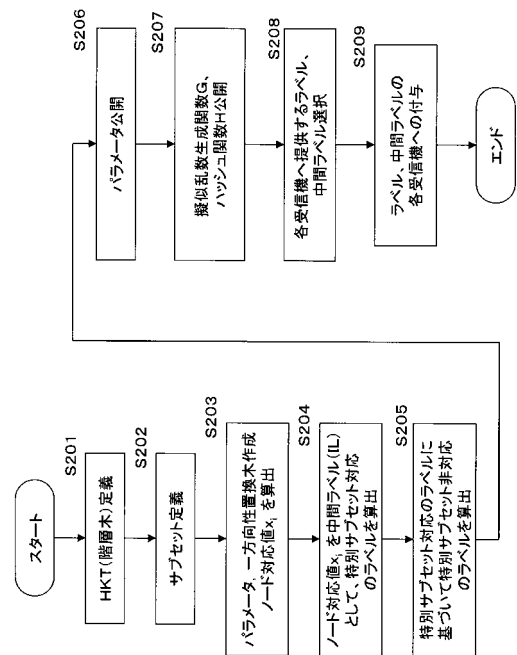 スタート
S201
HKT(階層木)定義
S202
サブセット定義
S203
パラメータ、一方向性置換木作成
ノード対応値xiを算出
S204
ノード対応値xiを中間ラベル(IL)
として、特別サブセット対応
のラベルを算出
S205
特別サブセット対応のラベルに
基づいて特別サブセット非対応
のラベルを算出
S206
パラメータ公開
S207
擬似乱数生成関数G、
ハッシュ関数H公開
S208
各受信機へ提供するラベル、
中間ラベル選択
S209
ラベル、中間ラベルの
各受信機への付与
エンド